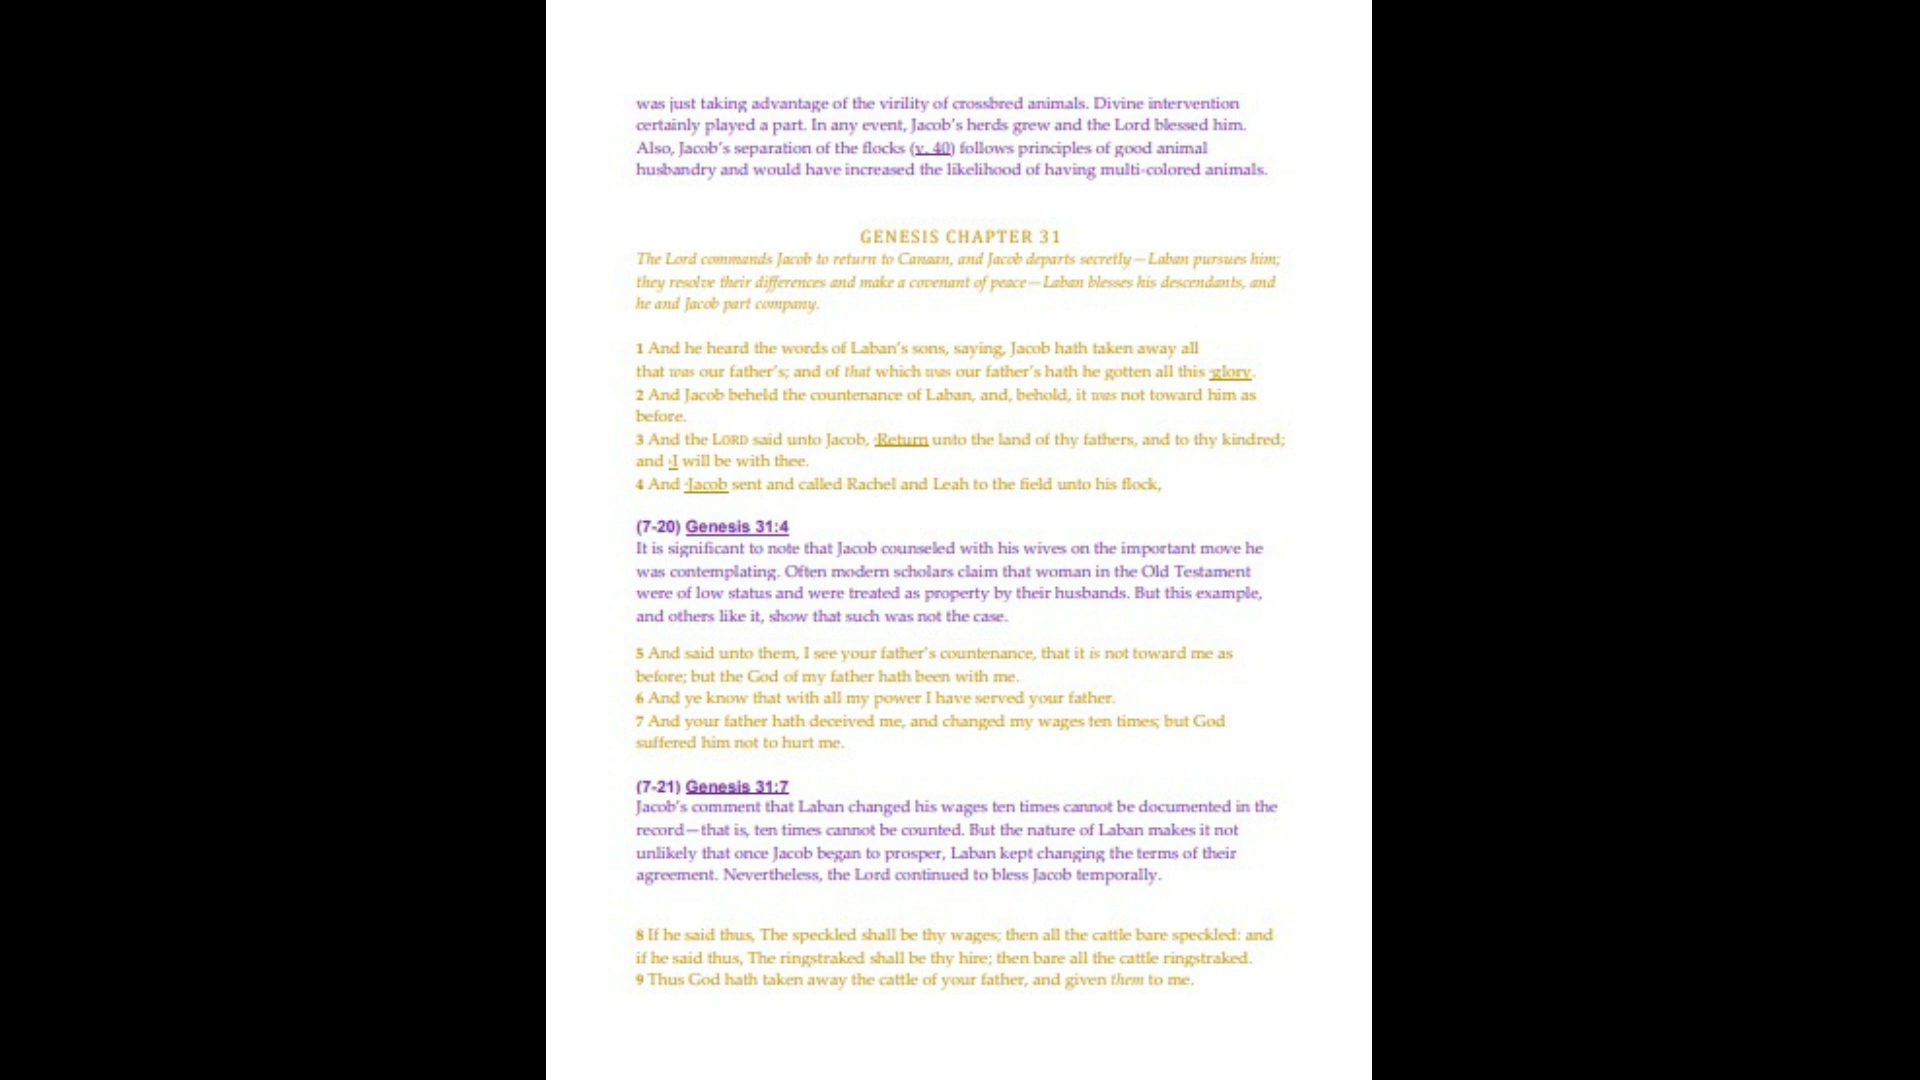 was just taking advantage of the virility of crossbred animals. Divine intervention
certainly played a part. In any event, Jacob’s herds grew and the Lord blessed him.
Also, Jacob’s separation of the flocks (v. 40) follows principles of good animal
husbandry and would have increased the likelihood of having multi-colored animals.
GENESIS CHAPTER 31
The Lord commands Jacob to return to Canaan, and Jacob departs secretly—Laban pursues him;
they resolve their differences and make a covenant of peace—Laban blesses his descendants, and
he and Jacob part company.
1 And he heard the words of Laban’s sons, saying, Jacob hath taken away all
that was our father’s; and of that which was our father’s hath he gotten all this glory.
2 And Jacob beheld the countenance of Laban, and, behold, it was not toward him as
before.
3 And the LORD said unto Jacob, Return unto the land of thy fathers, and to thy kindred;
and I will be with thee.
4 And Jacob sent and called Rachel and Leah to the field unto his flock,
(7-20) Genesis 31:4
It is significant to note that Jacob counseled with his wives on the important move he
was contemplating. Often modern scholars claim that woman in the Old Testament
were of low status and were treated as property by their husbands. But this example,
and others like it, show that such was not the case.
5 And said unto them, I see your father’s countenance, that it is not toward me as
before; but the God of my father hath been with me.
6 And ye know that with all my power I have served your father.
7 And your father hath deceived me, and changed my wages ten times; but God
suffered him not to hurt me.
(7-21) Genesis 31:7
Jacob’s comment that Laban changed his wages ten times cannot be documented in the
record—that is, ten times cannot be counted. But the nature of Laban makes it not
unlikely that once Jacob began to prosper, Laban kept changing the terms of their
agreement. Nevertheless, the Lord continued to bless Jacob temporally.
8 If he said thus, The speckled shall be thy wages; then all the cattle bare speckled: and
if he said thus, The ringstraked shall be thy hire; then bare all the cattle ringstraked.
9 Thus God hath taken away the cattle of your father, and given them to me.